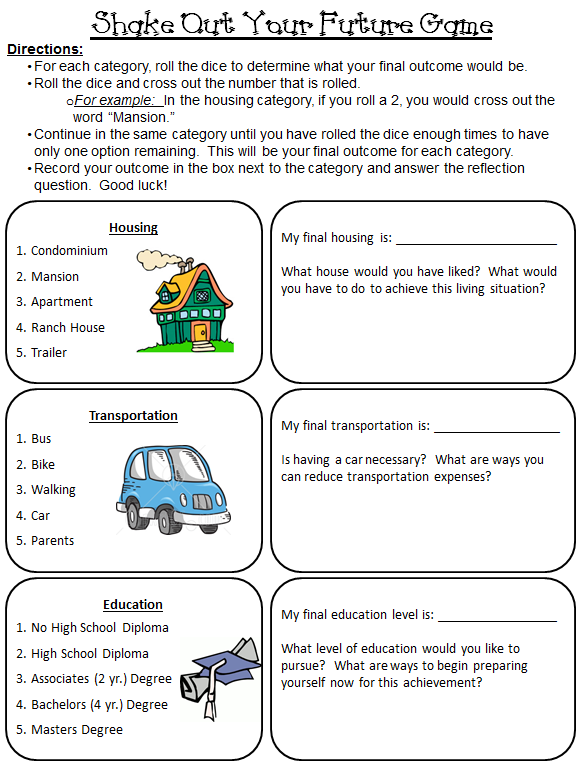 Shake Out Your Future Game
Directions:
•For each category, roll the dice to determine what your final outcome would be.
•Roll the dice and cross out the number that is rolled.
oFor example:  In the housing category, if you roll a 2, you would cross out the
word “Mansion.”
•Continue in the same category until you have rolled the dice enough times to have
only one option remaining.  This will be your final outcome for each category.
•Record your outcome in the box next to the category and answer the reflection
question.  Good luck!
Housing
1. Condominium
2. Mansion
3. Apartment
4. Ranch House
5. Trailer
My final housing is: _______________________
What house would you have liked?  What would
you have to do to achieve this living situation?
Transportation
1. Bus
2. Bike
3. Walking
4. Car
5. Parents
My final transportation is: __________________
Is having a car necessary?  What are ways you
can reduce transportation expenses?
Education
1. No High School Diploma
2. High School Diploma
3. Associates (2 yr.) Degree
4. Bachelors (4 yr.) Degree
5. Masters Degree
My final education level is: _________________
What level of education would you like to
pursue?  What are ways to begin preparing
yourself now for this achievement?